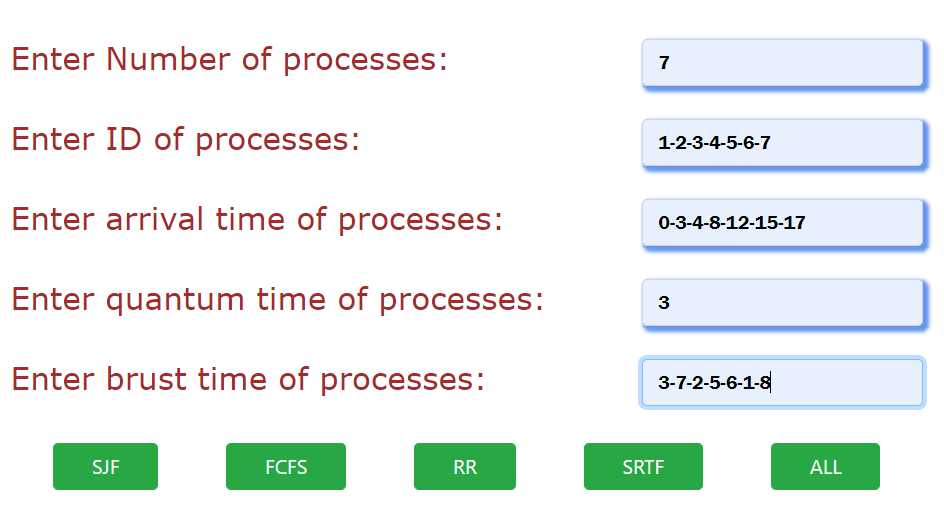 Enter Number of processes: 7
Enter ID of processes: 1-2-3-4-5-6-7
Enter arrival time of processes: 0-3-4-8-12-15-17
Enter quantum time of processes: 3
Enter brust time of processes: 3-7-2-5-6-1-8
SJF FCFS RR SRTF ALL